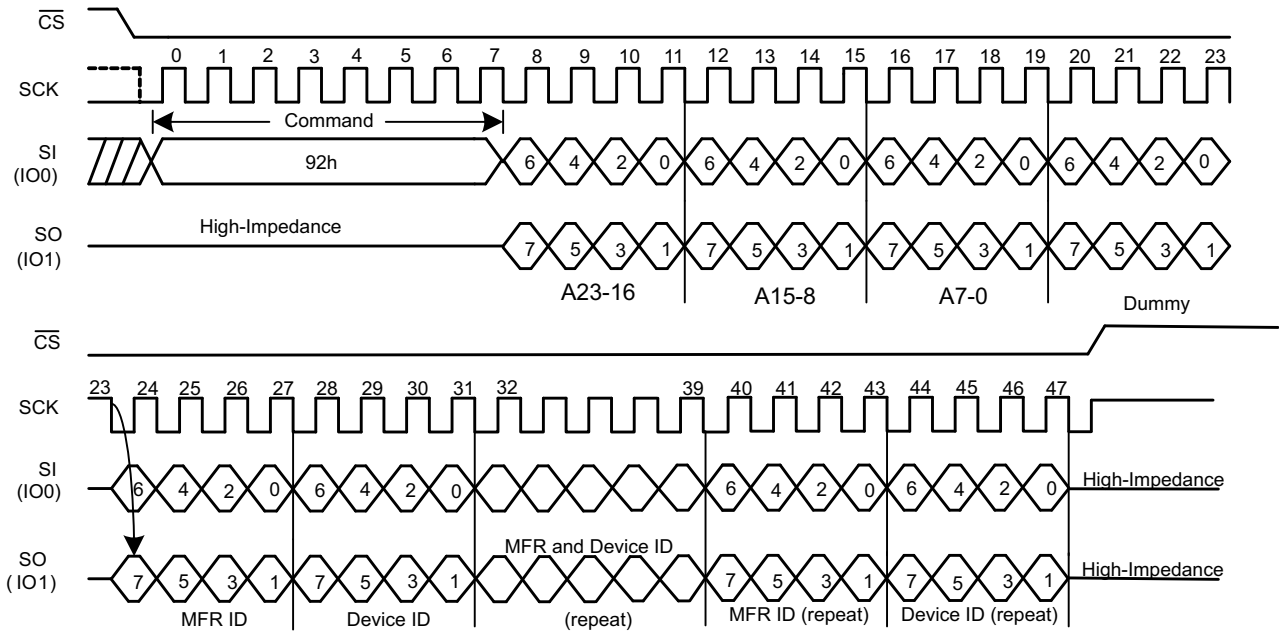 CS
0 1 2 3 4 5 6 7 8 9 10 11 12 13 14 15 16 17 18 19 20 21 22 23
SCK
Command
SI
(IO0)
92h
6 4 2 0 6 4 2 0 6 4 2 0 6 4 2 0
High-Impedance
SO
(IO1)
7 5 3 1 7 5 3 1 7 5 3 1 7 5 3 1
A23-16 A15-8 A7-0
Dummy
CS
23 24 25 26 27 28 29 30 31 32 39 40 41 42 43 44 45 46 47
SCK
SI
(IO0)
6 4 2 0 6 4 2 0 6 4 2 0 6 4 2 0
High-Impedance
MFR and Device ID
SO
(IO1)
7 5 3 1 7 5 3 1 7 5 3 1 7 5 3 1
High-Impedance
MFR ID Device ID (repeat) MFR ID (repeat) Device ID (repeat)